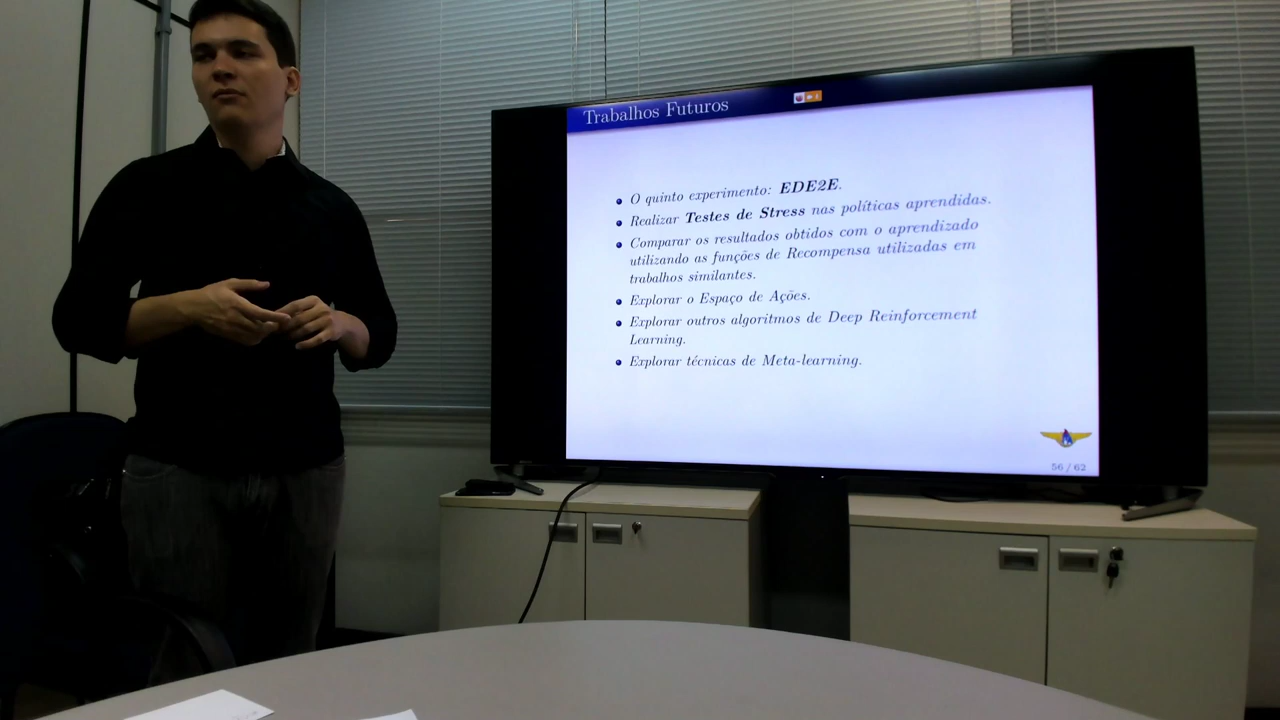 Trabalhos Futuros
O quinto experimento: EDE2E.
Realizar Testes de Stress nas políticas aprendidas.
Comparar os resultados obtidos com o aprendizado
utilizando as funções de Recompensa utilizadas em
trabalhos similantes.
Explorar o Espaço de Ações.
Explorar outros algoritmos de Deep Reinforcement
Learning.
Explorar técnicas de Meta-learning.
56 / 62